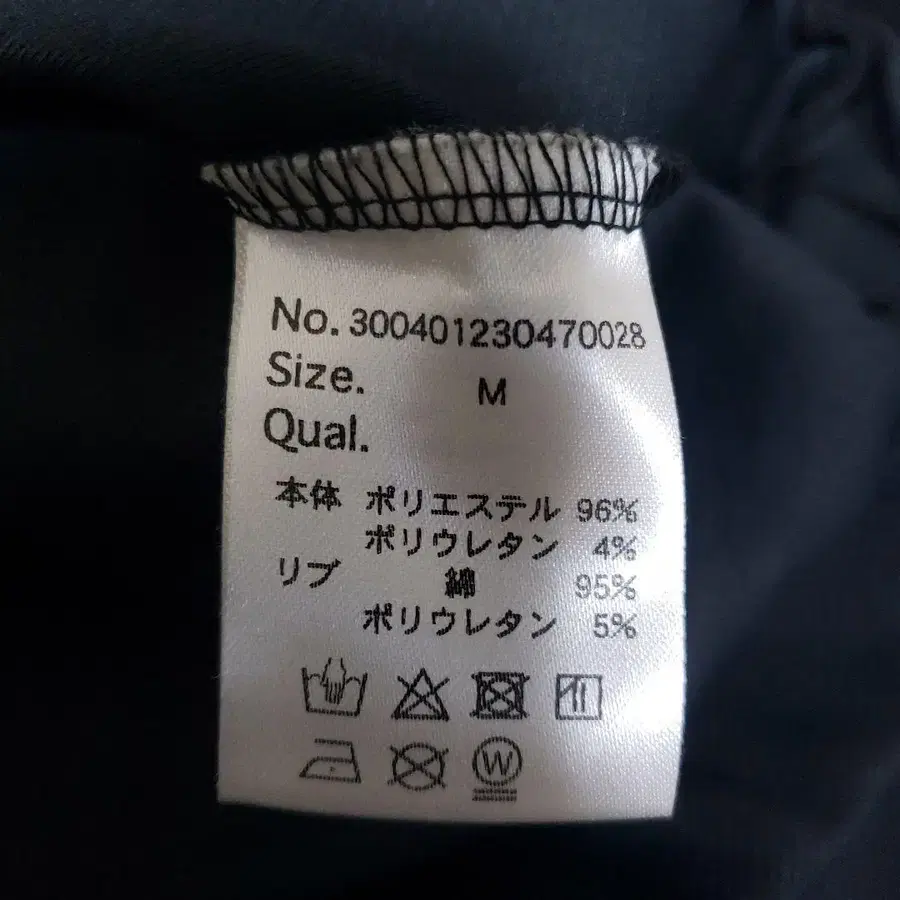 No. 300401230470028
Size. M
Qual.
本体 ポリエステル 96%
ポリウレタン 4%
リブ 綿 95%
ポリウレタン 5%
W